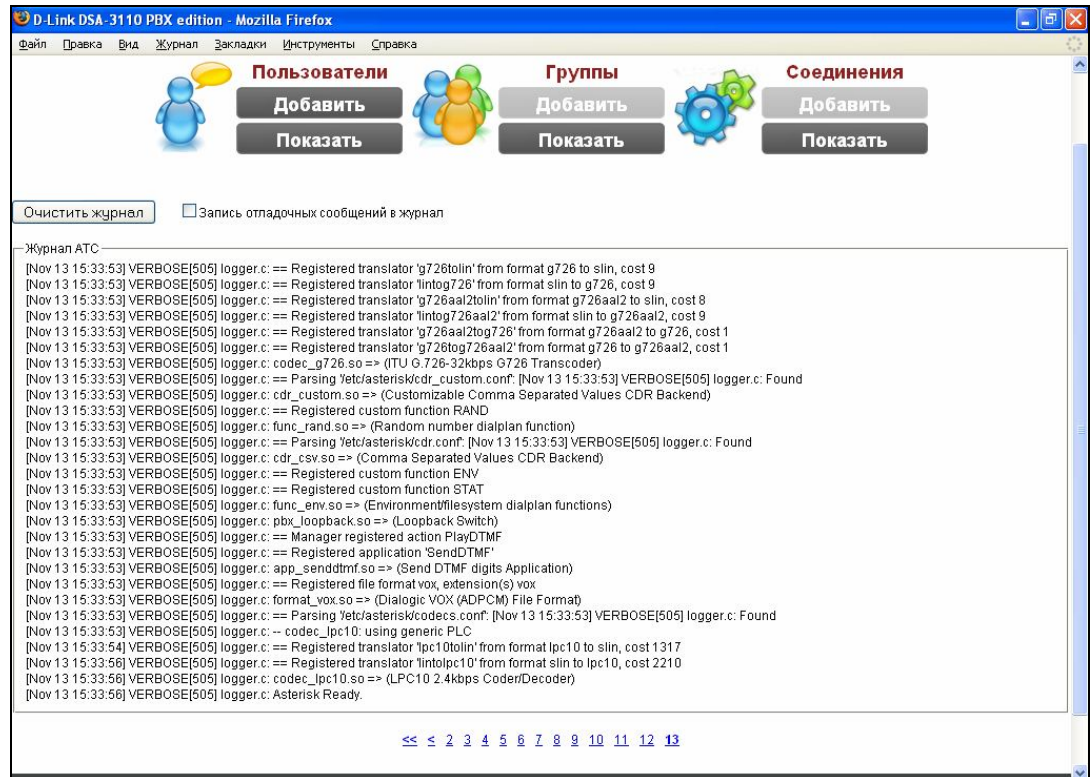 D-Link DSA-3110 PBX edition - Mozilla Firefox
Файл Правка Вид Журнал Закладки Инструменты Справка
Пользователи Группы Соединения
Добавить Добавить Добавить
Показать Показать Показать
Очистить журнал Запись отладочных сообщений в журнал
Журнал АТС
[Nov 13 15:33:53] VERBOSE[505] logger.c: == Registered translator 'g726tolin' from format g726 to slin, cost 9
[Nov 13 15:33:53] VERBOSE[505] logger.c: == Registered translator 'lintog726' from format slin to g726, cost 9
[Nov 13 15:33:53] VERBOSE[505] logger.c: == Registered translator 'g726aal2tolin' from format g726aal2 to slin, cost 8
[Nov 13 15:33:53] VERBOSE[505] logger.c: == Registered translator 'lintog726aal2' from format slin to g726aal2, cost 9
[Nov 13 15:33:53] VERBOSE[505] logger.c: == Registered translator 'g726aal2tog726' from format g726aal2 to g726, cost 1
[Nov 13 15:33:53] VERBOSE[505] logger.c: == Registered translator 'g726tog726aal2' from format g726 to g726aal2, cost 1
[Nov 13 15:33:53] VERBOSE[505] logger.c: codec_g726.so => (ITU G.726-32kbps G726 Transcoder)
[Nov 13 15:33:53] VERBOSE[505] logger.c: == Parsing '/etc/asterisk/cdr_custom.conf': [Nov 13 15:33:53] VERBOSE[505] logger.c: Found
[Nov 13 15:33:53] VERBOSE[505] logger.c: cdr_custom.so => (Customizable Comma Separated Values CDR Backend)
[Nov 13 15:33:53] VERBOSE[505] logger.c: == Registered custom function RAND
[Nov 13 15:33:53] VERBOSE[505] logger.c: func_rand.so => (Random number dialplan function)
[Nov 13 15:33:53] VERBOSE[505] logger.c: == Parsing '/etc/asterisk/cdr.conf': [Nov 13 15:33:53] VERBOSE[505] logger.c: Found
[Nov 13 15:33:53] VERBOSE[505] logger.c: cdr_csv.so => (Comma Separated Values CDR Backend)
[Nov 13 15:33:53] VERBOSE[505] logger.c: == Registered custom function ENV
[Nov 13 15:33:53] VERBOSE[505] logger.c: == Registered custom function STAT
[Nov 13 15:33:53] VERBOSE[505] logger.c: func_env.so => (Environment/filesystem dialplan functions)
[Nov 13 15:33:53] VERBOSE[505] logger.c: pbx_loopback.so => (Loopback Switch)
[Nov 13 15:33:53] VERBOSE[505] logger.c: == Manager registered action PlayDTMF
[Nov 13 15:33:53] VERBOSE[505] logger.c: == Registered application 'SendDTMF'
[Nov 13 15:33:53] VERBOSE[505] logger.c: app_senddtmf.so => (Send DTMF digits Application)
[Nov 13 15:33:53] VERBOSE[505] logger.c: == Registered file format vox, extension(s) vox
[Nov 13 15:33:53] VERBOSE[505] logger.c: format_vox.so => (Dialogic VOX (ADPCM) File Format)
[Nov 13 15:33:53] VERBOSE[505] logger.c: == Parsing '/etc/asterisk/codecs.conf': [Nov 13 15:33:53] VERBOSE[505] logger.c: Found
[Nov 13 15:33:53] VERBOSE[505] logger.c: -- codec_lpc10: using generic PLC
[Nov 13 15:33:54] VERBOSE[505] logger.c: == Registered translator 'lpc10tolin' from format lpc10 to slin, cost 1317
[Nov 13 15:33:56] VERBOSE[505] logger.c: == Registered translator 'lintolpc10' from format slin to lpc10, cost 2210
[Nov 13 15:33:56] VERBOSE[505] logger.c: codec_lpc10.so => (LPC10 2.4kbps Coder/Decoder)
[Nov 13 15:33:56] VERBOSE[505] logger.c: Asterisk Ready.
<< < 2 3 4 5 6 7 8 9 10 11 12 13